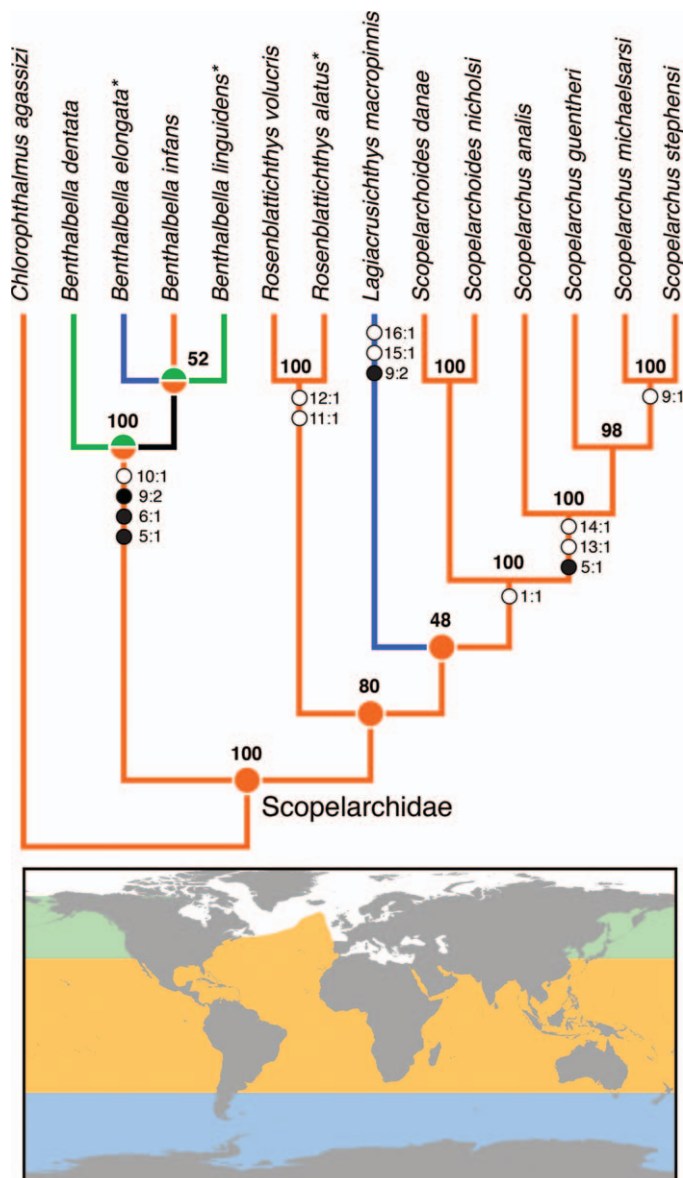 Chlorophthalmus agassizi
Benthalbella dentata
Benthalbella elongata*
Benthalbella infans
Benthalbella linguidens*
Rosenblattichthys volucris
Rosenblattichthys alatus*
Lagiacrusichthys macropinnis
Scopelarchoides danae
Scopelarchoides nicholsi
Scopelarchus analis
Scopelarchus guentheri
Scopelarchus michaelsarsi
Scopelarchus stephensi
16:1
15:1
9:2
52
100
100
100
12:1
11:1
9:1
100
98
10:1
9:2
6:1
5:1
100
14:1
13:1
5:1
100
1:1
48
80
100
Scopelarchidae